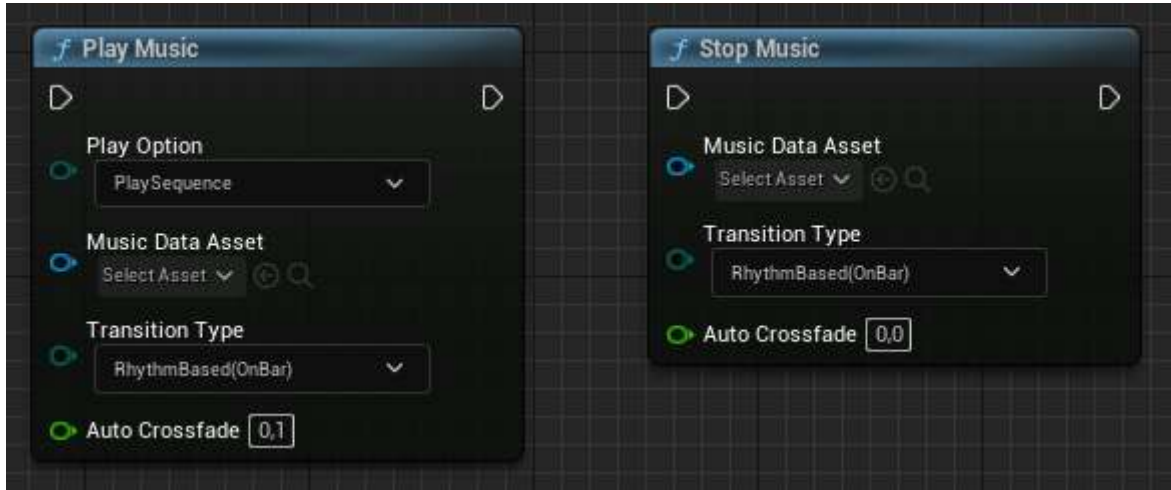 Play Music
Play Option
PlaySequence
Music Data Asset
Select Asset
Transition Type
RhythmBased(OnBar)
Auto Crossfade 0,1
Stop Music
Music Data Asset
Select Asset
Transition Type
RhythmBased(OnBar)
Auto Crossfade 0,0